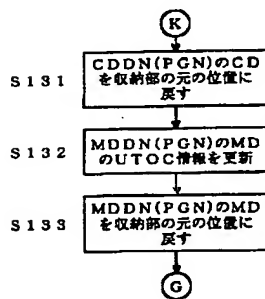 K
S131
CDDN(PGN)のCD
を収納部の元の位置に
戻す
S132
MDDN(PGN)のMD
のUTOC情報を更新
S133
MDDN(PGN)のMD
を収納部の元の位置に
戻す
G